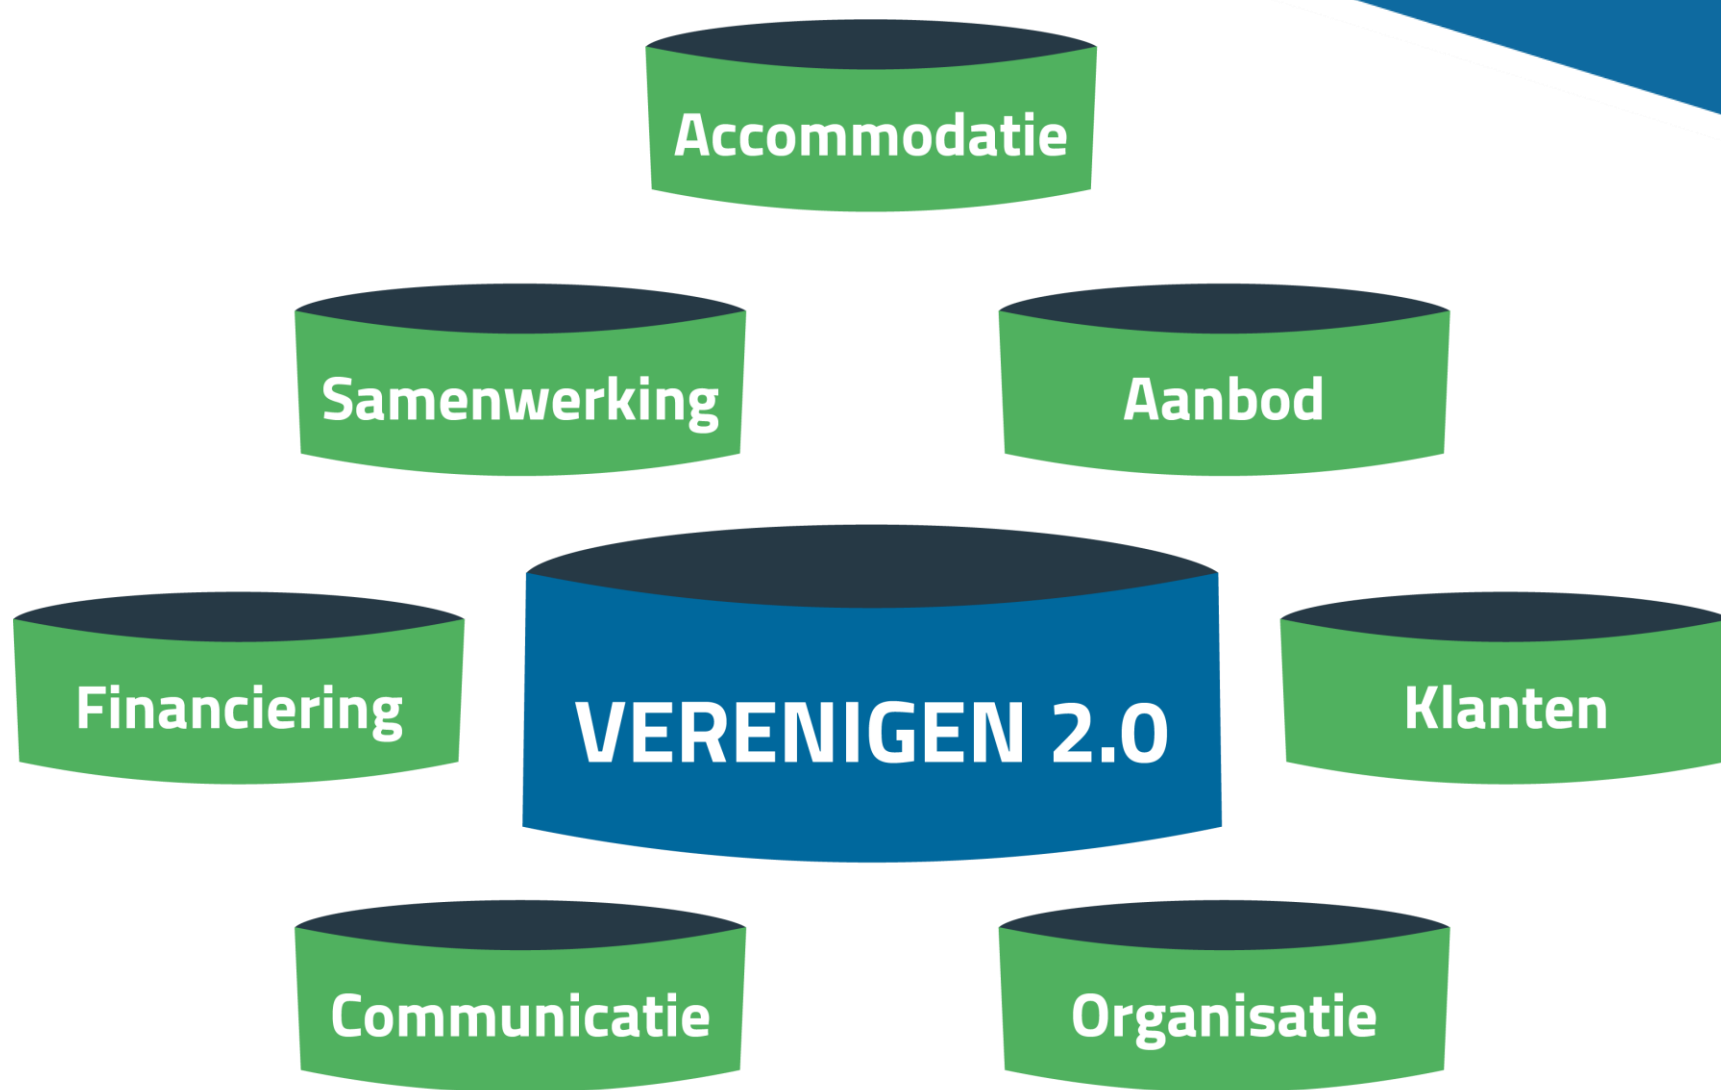 Accommodatie
Samenwerking
Aanbod
Financiering
VERENIGEN 2.0
Klanten
Communicatie
Organisatie